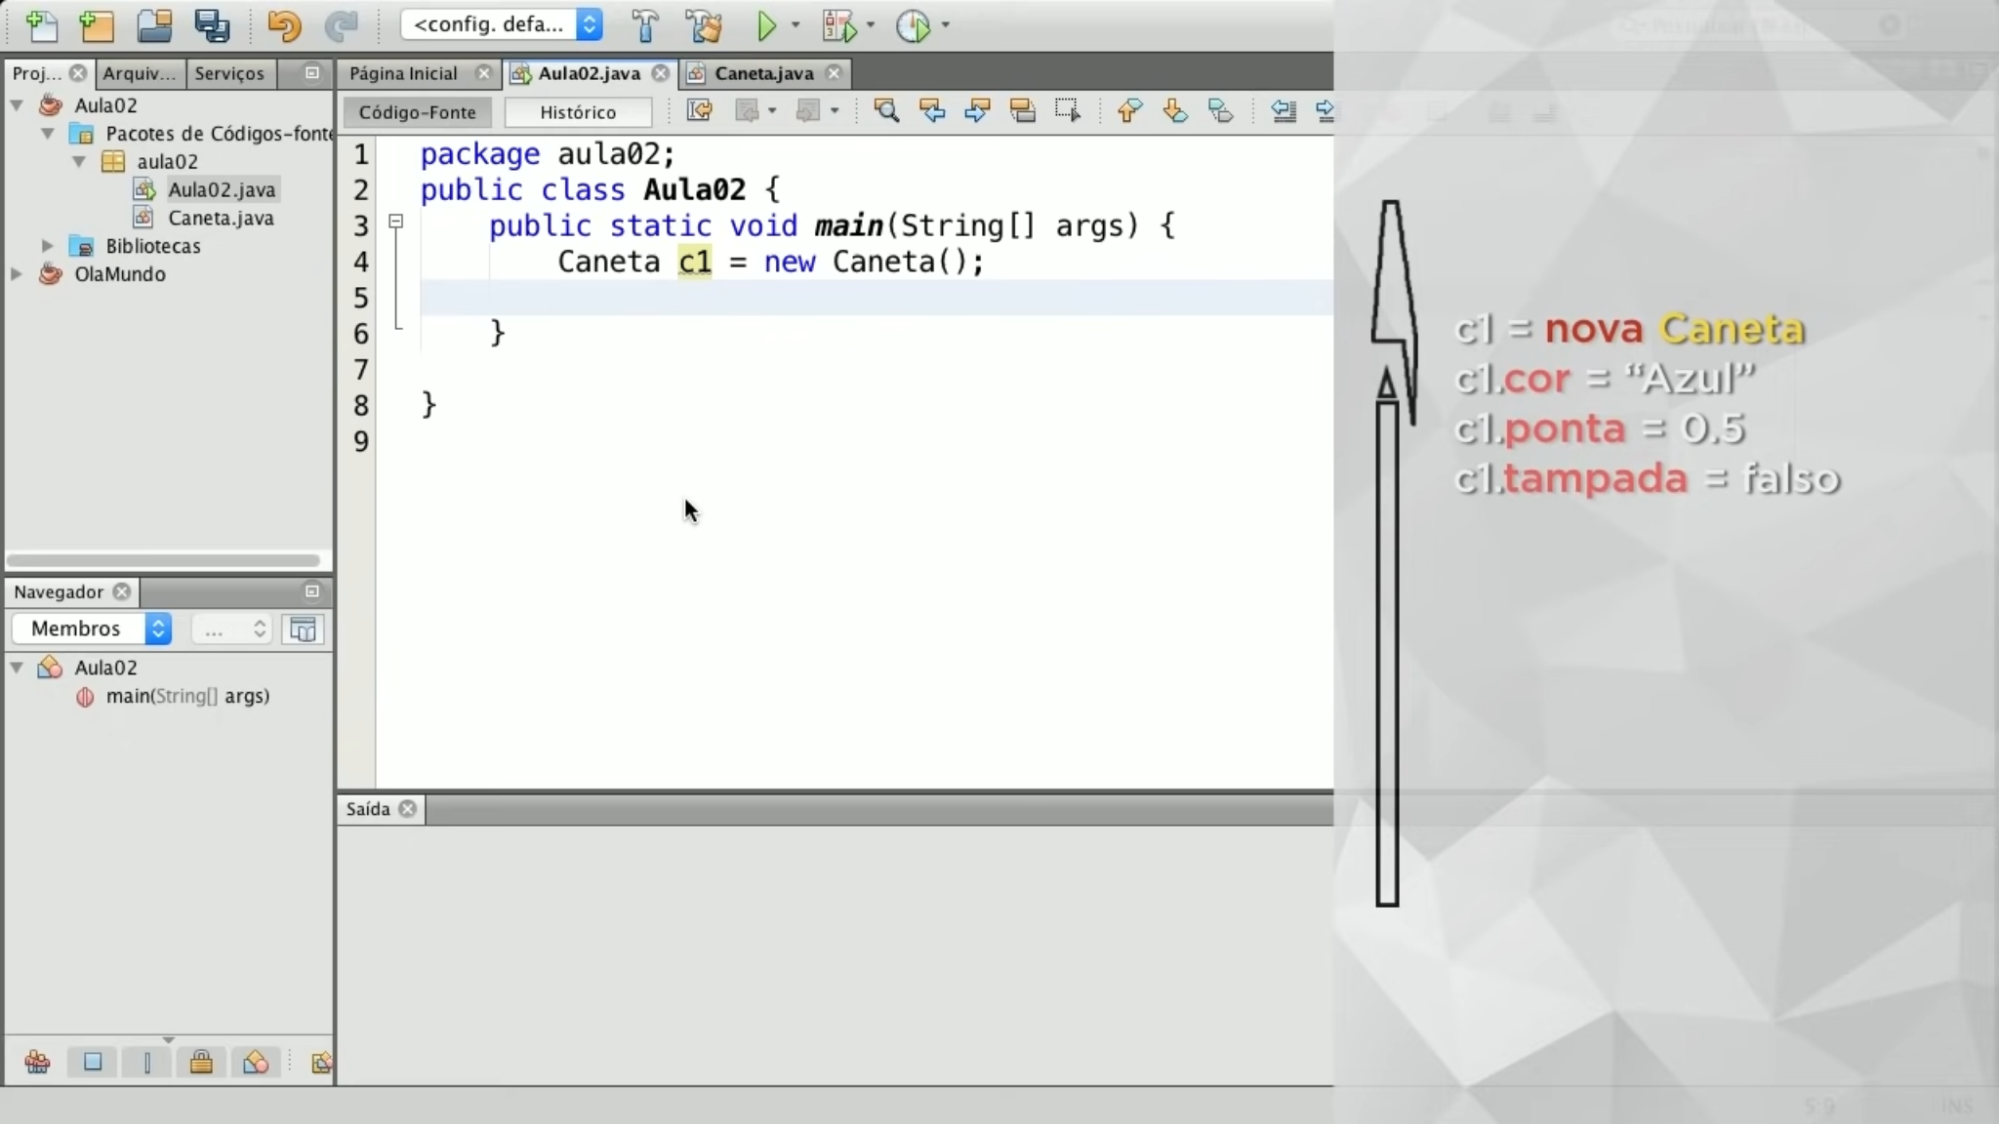 <config. defa...
Proj...
Arquiv...
Serviços
Aula02
Pacotes de Códigos-fonte
aula02
Aula02.java
Caneta.java
Bibliotecas
OlaMundo
Navegador
Membros
...
Aula02
main(String[] args)
Página Inicial
Aula02.java
Caneta.java
Código-Fonte
Histórico
1 package aula02;
2 public class Aula02 {
3 public static void main(String[] args) {
4 Caneta c1 = new Caneta();
5
6 }
7
8 }
9
Saída
c1 = nova Caneta
c1.cor = “Azul”
c1.ponta = 0.5
c1.tampada = falso
5:9
INS